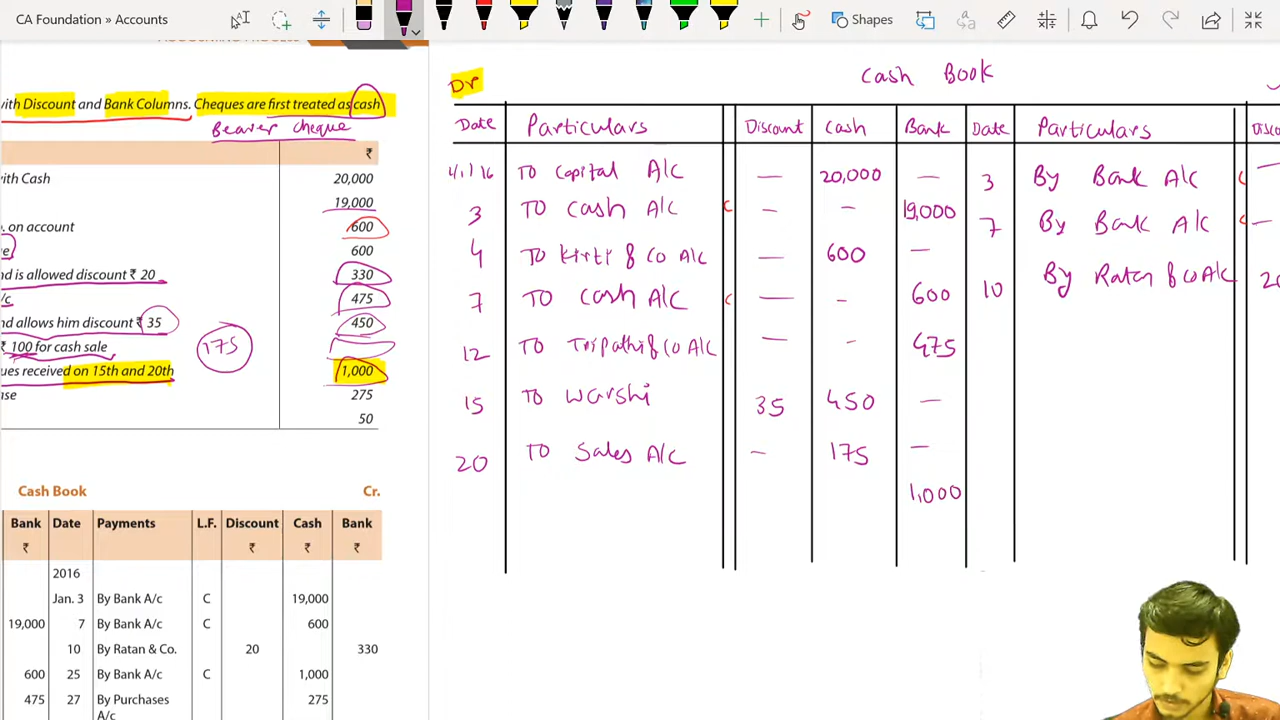 CA Foundation » Accounts
Shapes
ACCOUNTING PROCESS
with Discount and Bank Columns. Cheques are first treated as cash
Bearer cheque
₹
with Cash 20,000
19,000
on account 600
600
nd is allowed discount ₹ 20 330
/c 475
nd allows him discount ₹ 35 450
₹ 100 for cash sale 175
ues received on 15th and 20th 1,000
275
50
Cash Book Cr.
Bank Date Payments L.F. Discount Cash Bank
₹ ₹ ₹ ₹
2016
Jan. 3 By Bank A/c C 19,000
19,000 7 By Bank A/c C 600
10 By Ratan & Co. 20 330
600 25 By Bank A/c C 1,000
475 27 By Purchases 275
A/c
Cash Book
Dr
Date Particulars Discount Cash Bank Date Particulars Disco
4/1/16 To Capital A/c — 20,000 — 3 By Bank A/c C —
3 To Cash A/c C - - 19,000 7 By Bank A/c C —
4 To Kirti & Co A/c — 600 — 10 By Ratan & Co A/c 20
7 To Cash A/c C — - 600
12 To Tripathi & Co A/c — - 475
15 To Warshi 35 450 —
20 To Sales A/c - 175 —
1,000